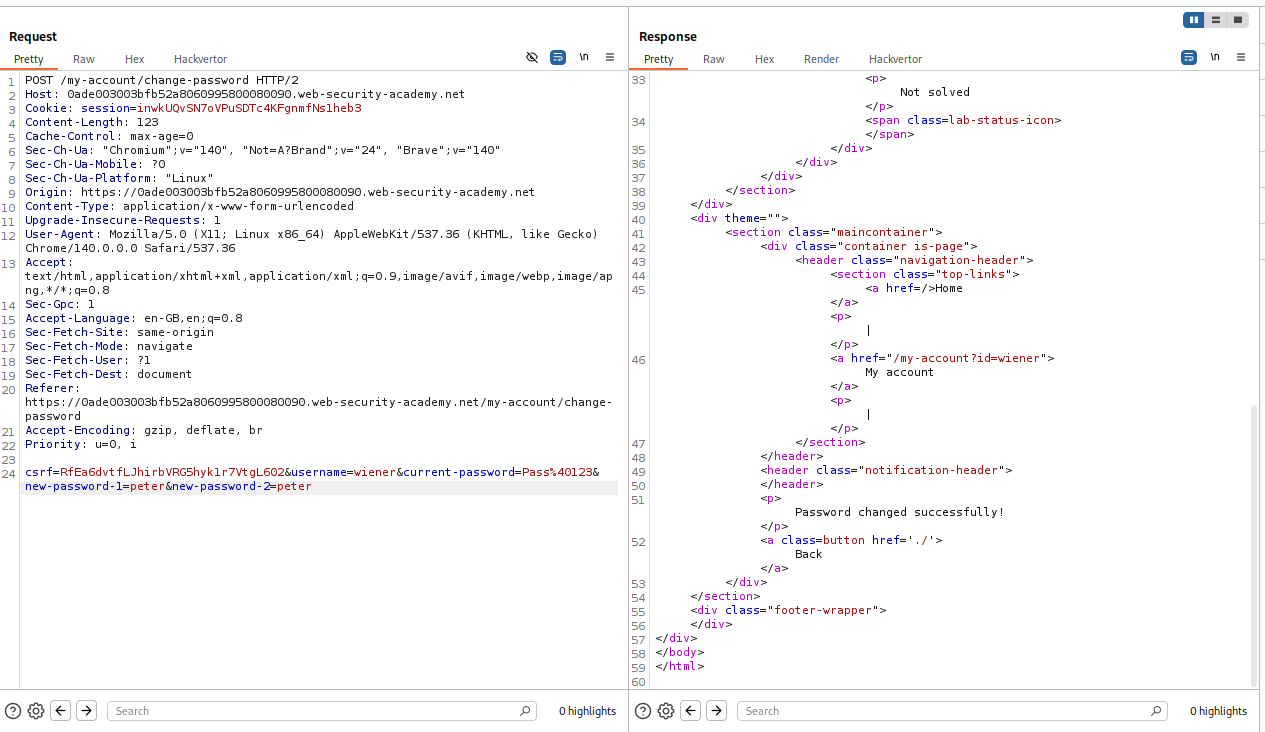 Request
Pretty Raw Hex Hackvertor \n
1 POST /my-account/change-password HTTP/2
2 Host: 0ade003003bfb52a8060995800080090.web-security-academy.net
3 Cookie: session=inwkUQvSN7oVPuSDTc4KFgnmfNs1heb3
4 Content-Length: 123
5 Cache-Control: max-age=0
6 Sec-Ch-Ua: "Chromium";v="140", "Not=A?Brand";v="24", "Brave";v="140"
7 Sec-Ch-Ua-Mobile: ?0
8 Sec-Ch-Ua-Platform: "Linux"
9 Origin: https://0ade003003bfb52a8060995800080090.web-security-academy.net
10 Content-Type: application/x-www-form-urlencoded
11 Upgrade-Insecure-Requests: 1
12 User-Agent: Mozilla/5.0 (X11; Linux x86_64) AppleWebKit/537.36 (KHTML, like Gecko)
Chrome/140.0.0.0 Safari/537.36
13 Accept:
text/html,application/xhtml+xml,application/xml;q=0.9,image/avif,image/webp,image/ap
ng,*/*;q=0.8
14 Sec-Gpc: 1
15 Accept-Language: en-GB,en;q=0.8
16 Sec-Fetch-Site: same-origin
17 Sec-Fetch-Mode: navigate
18 Sec-Fetch-User: ?1
19 Sec-Fetch-Dest: document
20 Referer:
https://0ade003003bfb52a8060995800080090.web-security-academy.net/my-account/change-
password
21 Accept-Encoding: gzip, deflate, br
22 Priority: u=0, i
23
24 csrf=RfEa6dvtfLJhirbVRG5hyk1r7VtgL602&username=wiener&current-password=Pass%40123&
new-password-1=peter&new-password-2=peter
Search
0 highlights
Response
Pretty Raw Hex Render Hackvertor \n
33 <p>
Not solved
</p>
34 <span class=lab-status-icon>
</span>
35 </div>
36 </div>
37 </div>
38 </section>
39 </div>
40 <div theme="">
41 <section class="maincontainer">
42 <div class="container is-page">
43 <header class="navigation-header">
44 <section class="top-links">
45 <a href=/>Home
</a>
<p>
|
</p>
46 <a href="/my-account?id=wiener">
My account
</a>
<p>
|
</p>
47 </section>
48 </header>
49 <header class="notification-header">
50 </header>
51 <p>
Password changed successfully!
</p>
52 <a class=button href='./'>
Back
</a>
53 </div>
54 </section>
55 <div class="footer-wrapper">
56 </div>
57 </div>
58 </body>
59 </html>
60
Search
0 highlights